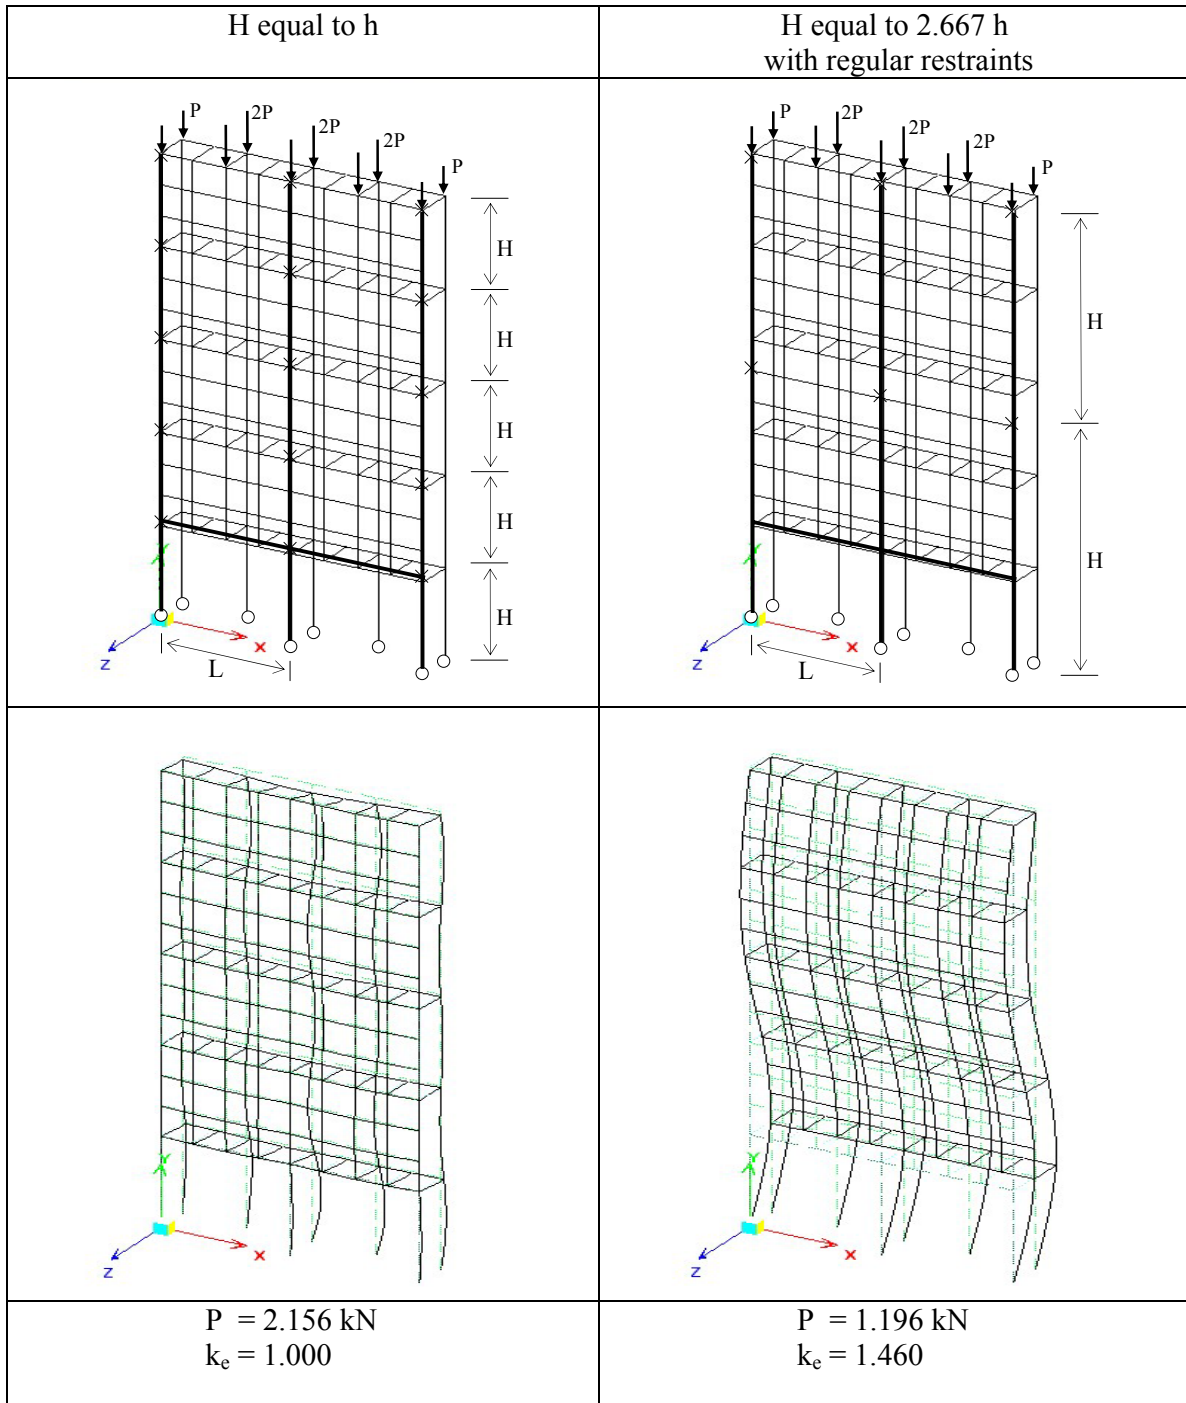 H equal to h
H equal to 2.667 h
with regular restraints
P
2P
2P
2P
P
H
H
H
H
H
Y
x
z
L
P
2P
2P
2P
P
H
H
Y
x
z
L
Y
x
z
Y
x
z
P = 2.156 kN
kₑ = 1.000
P = 1.196 kN
kₑ = 1.460